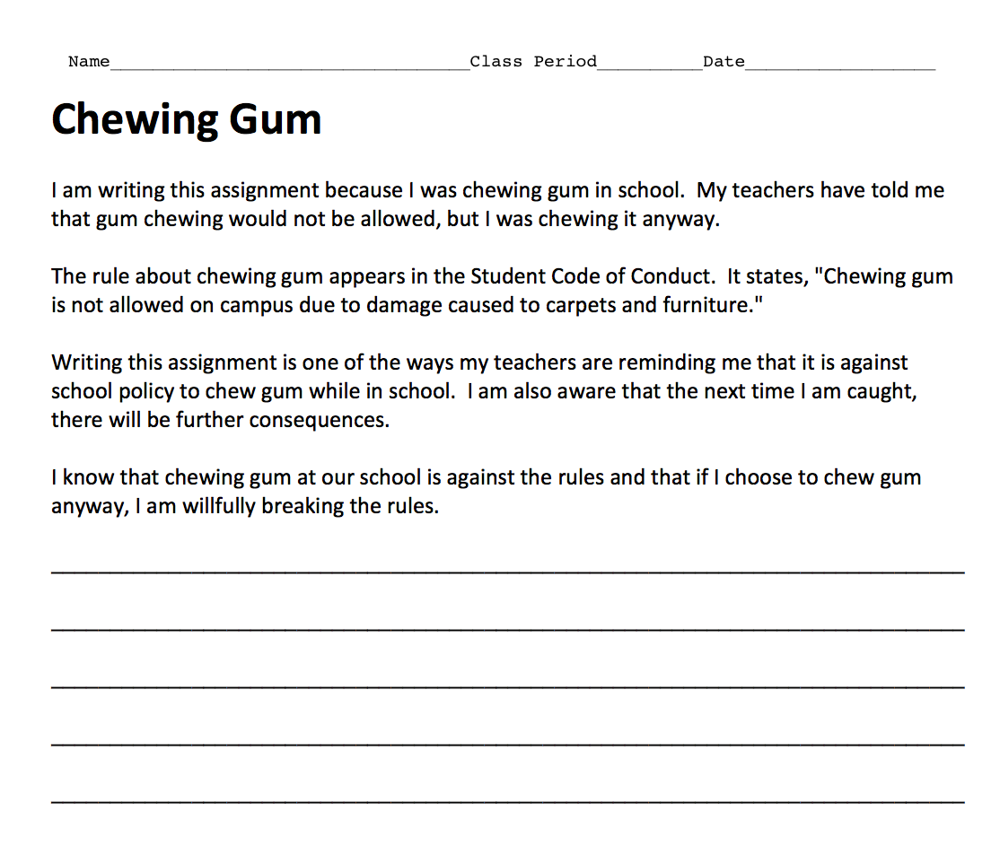 Name__________________________________Class Period__________Date__________________
Chewing Gum
I am writing this assignment because I was chewing gum in school.  My teachers have told me
that gum chewing would not be allowed, but I was chewing it anyway.
The rule about chewing gum appears in the Student Code of Conduct.  It states, "Chewing gum
is not allowed on campus due to damage caused to carpets and furniture."
Writing this assignment is one of the ways my teachers are reminding me that it is against
school policy to chew gum while in school.  I am also aware that the next time I am caught,
there will be further consequences.
I know that chewing gum at our school is against the rules and that if I choose to chew gum
anyway, I am willfully breaking the rules.